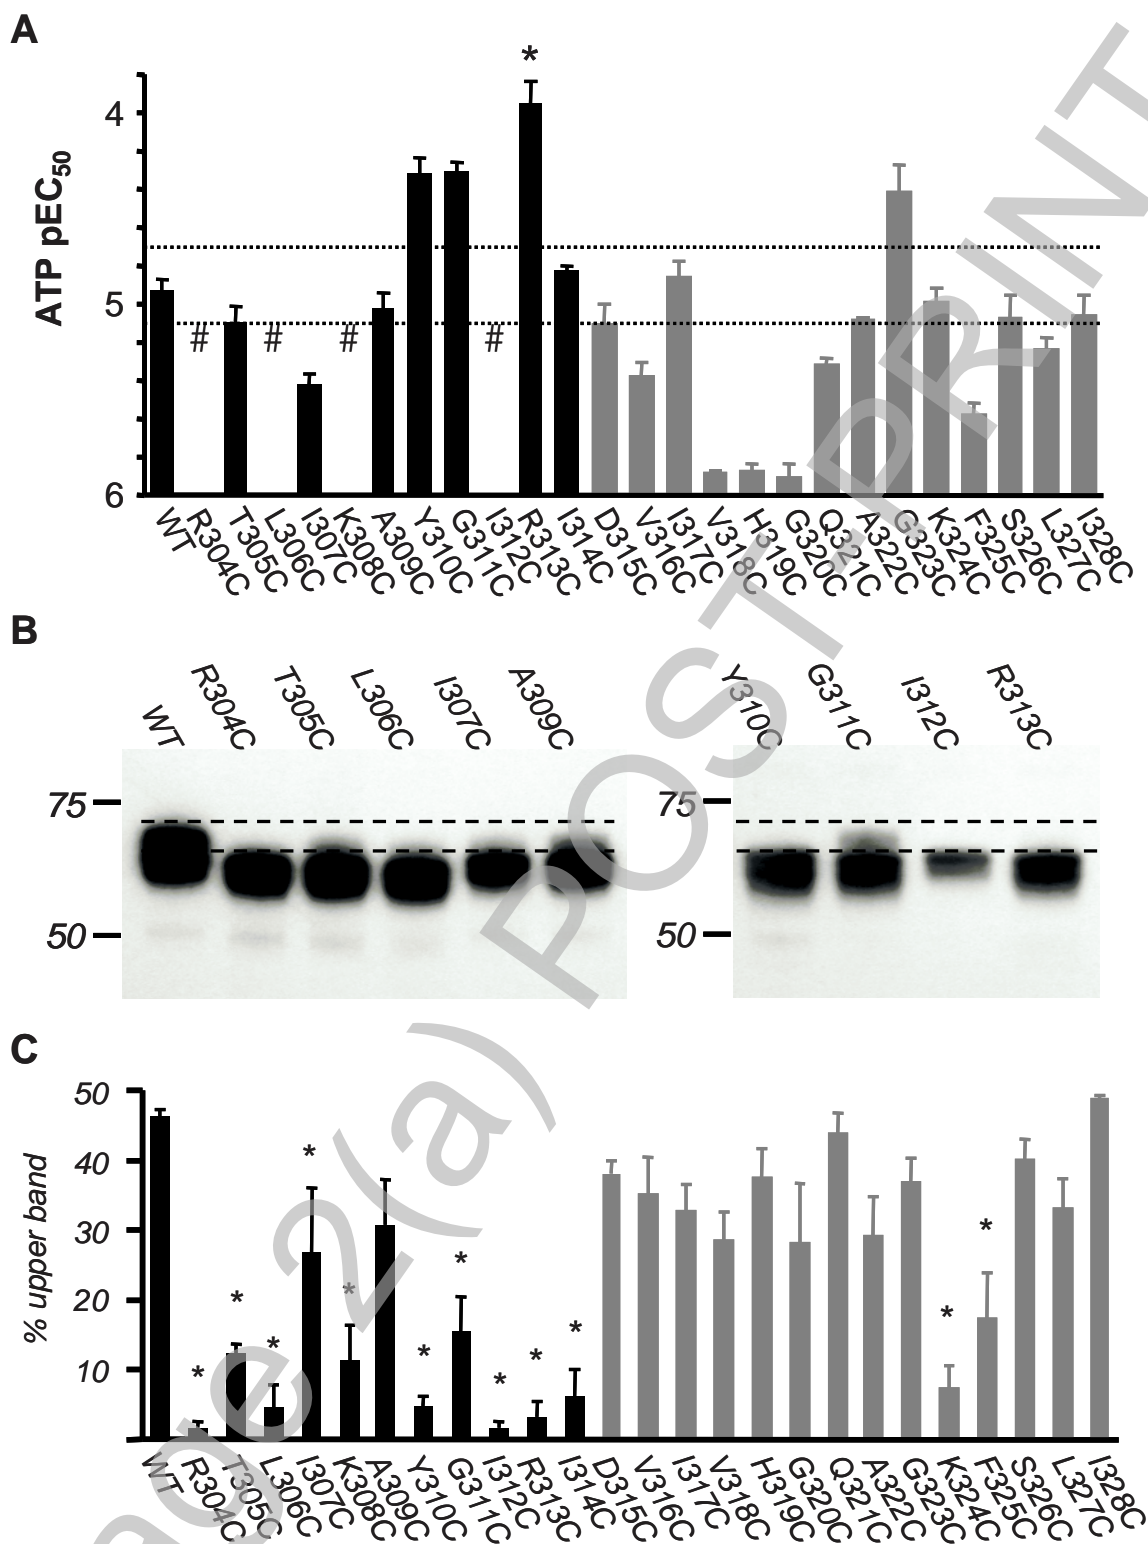 A
*
4
ATP pEC50
5
# # # #
6
WT R304C T305C L306C I307C K308C A309C Y310C G311C I312C R313C I314C D315C V316C I317C V318C H319C G320C Q321C A322C G323C K324C F325C S326C L327C I328C
B
WT R304C T305C L306C I307C A309C Y310C G311C I312C R313C
75 75
50 50
C
50
40
30
20
10
% upper band
* * * * * * * * * * * *
WT R304C T305C L306C I307C K308C A309C Y310C G311C I312C R313C I314C D315C V316C I317C V318C H319C G320C Q321C A322C G323C K324C F325C S326C L327C I328C
age 2(a) POST-PRINT